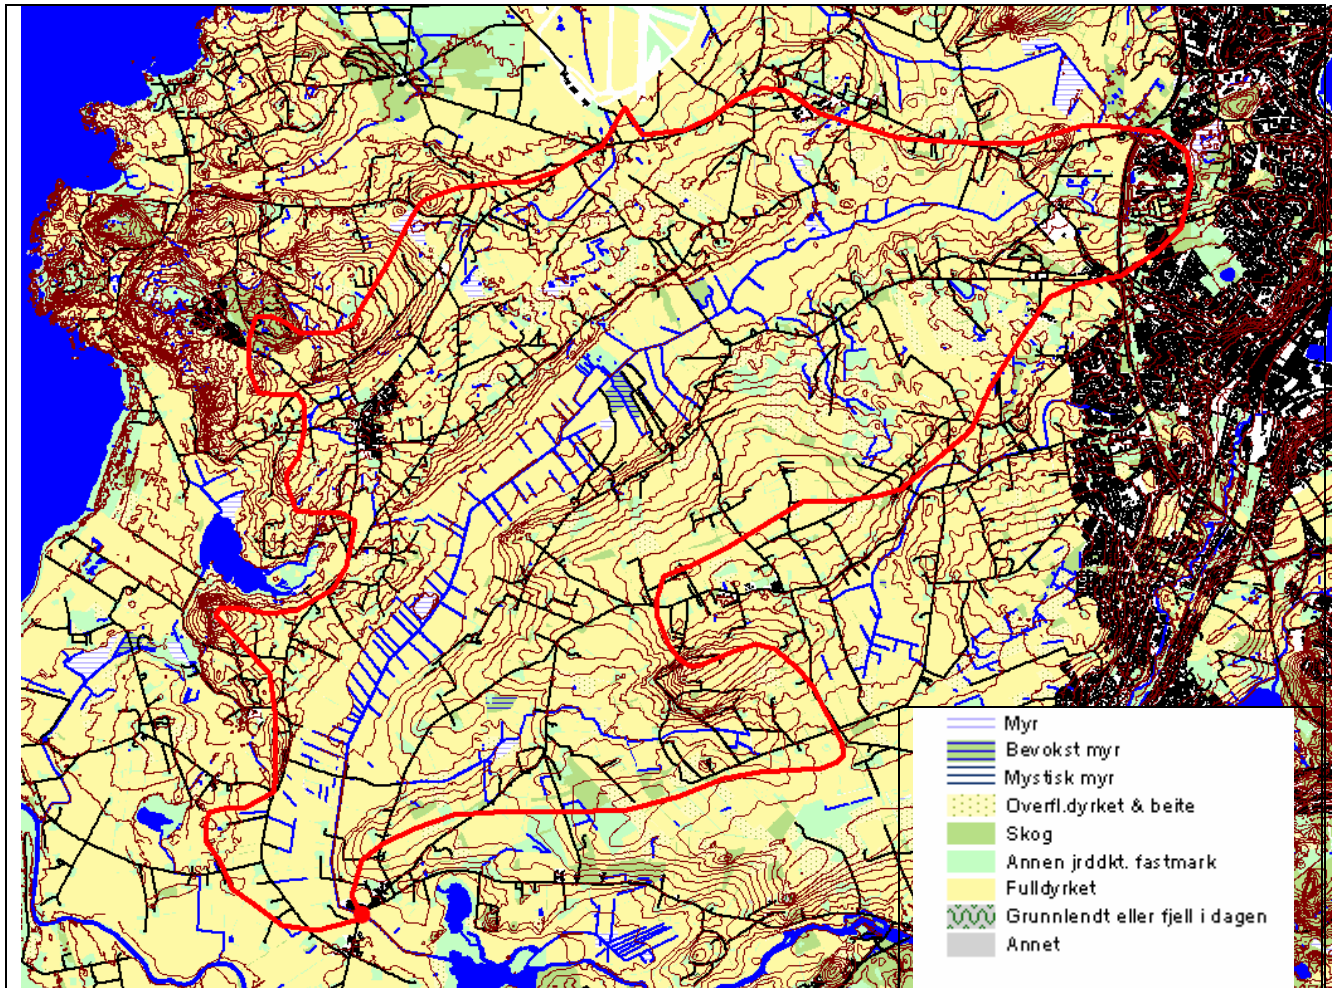 Myr
Bevokst myr
Mystisk myr
Overfl.dyrket & beite
Skog
Annen jrddkt. fastmark
Fulldyrket
Grunnlendt eller fjell i dagen
Annet